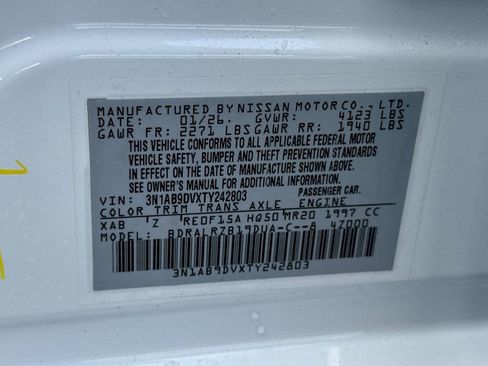 MANUFACTURED BY NISSAN MOTOR CO., LTD.
DATE: 01/26. GVWR: 4123 LBS
GAWR FR: 2271 LBS GAWR RR: 1940 LBS
THIS VEHICLE CONFORMS TO ALL APPLICABLE FEDERAL MOTOR
VEHICLE SAFETY, BUMPER AND THEFT PREVENTION STANDARDS
IN EFFECT ON THE DATE OF MANUFACTURE SHOWN ABOVE.
SEE OWNER'S MANUAL FOR ADDITIONAL INFORMATION.
VIN: 3N1AB9DVXTY242803 PASSENGER CAR.
COLOR TRIM TRANS AXLE ENGINE
XAB Z RE0F15A HQ50 MR20 1997 CC
BDRALRZB19DUA-C--B 4Z000
3N1AB9DVXTY242803